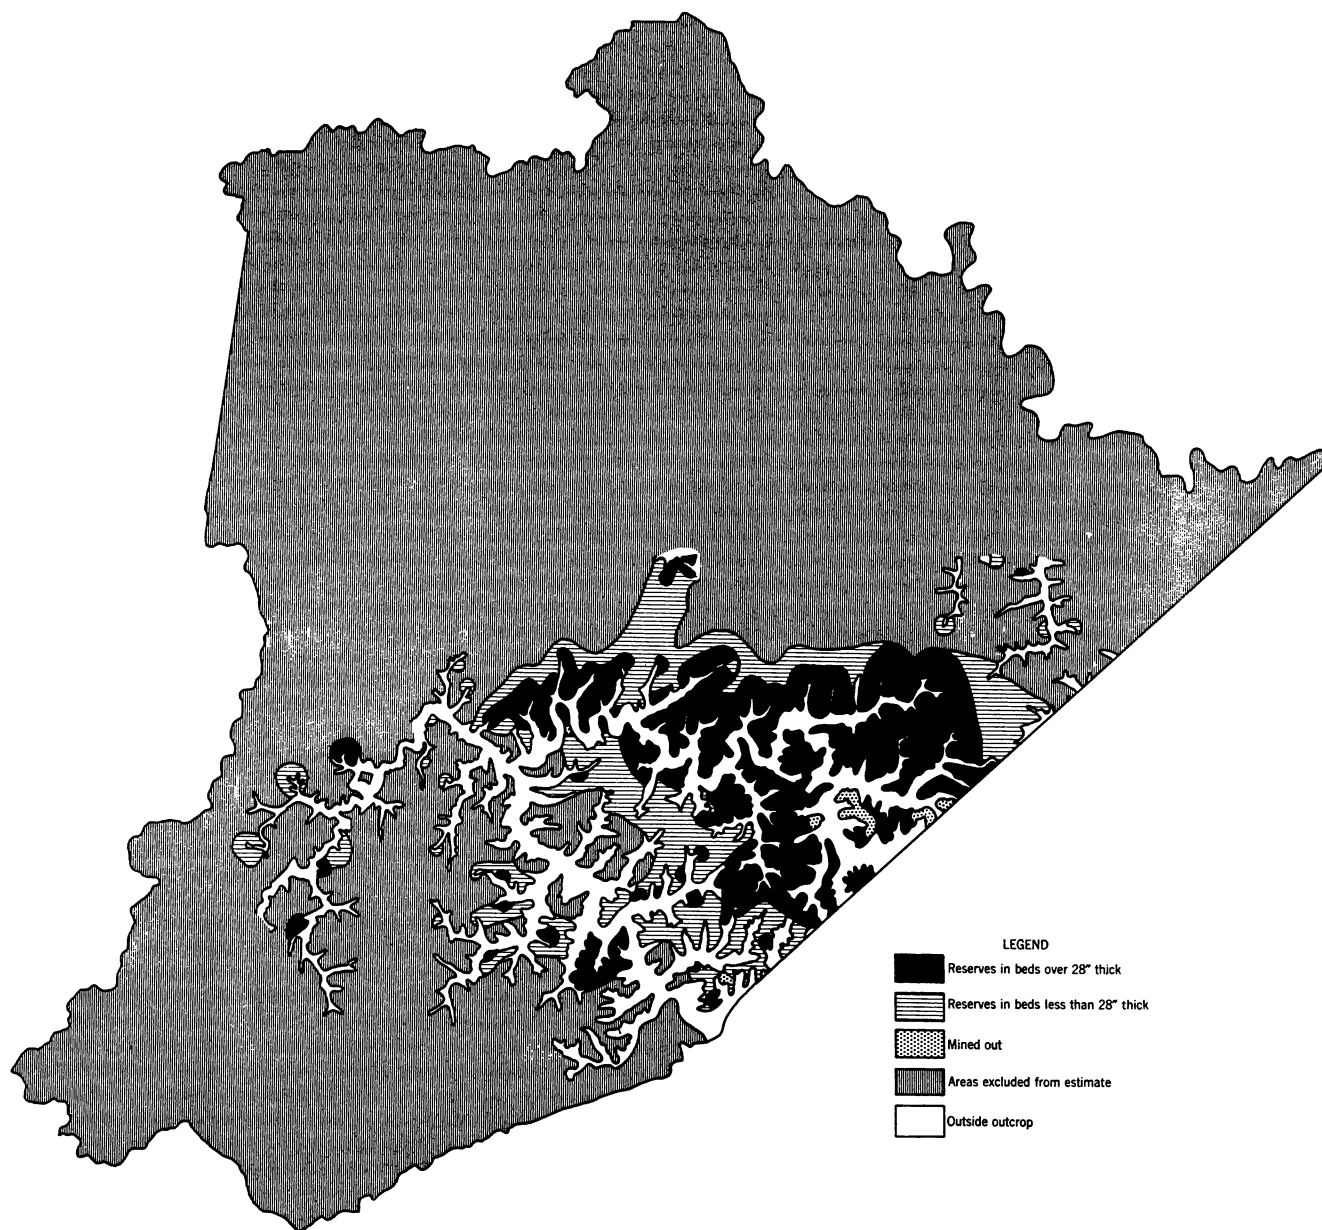 LEGEND
Reserves in beds over 28" thick
Reserves in beds less than 28" thick
Mined out
Areas excluded from estimate
Outside outcrop